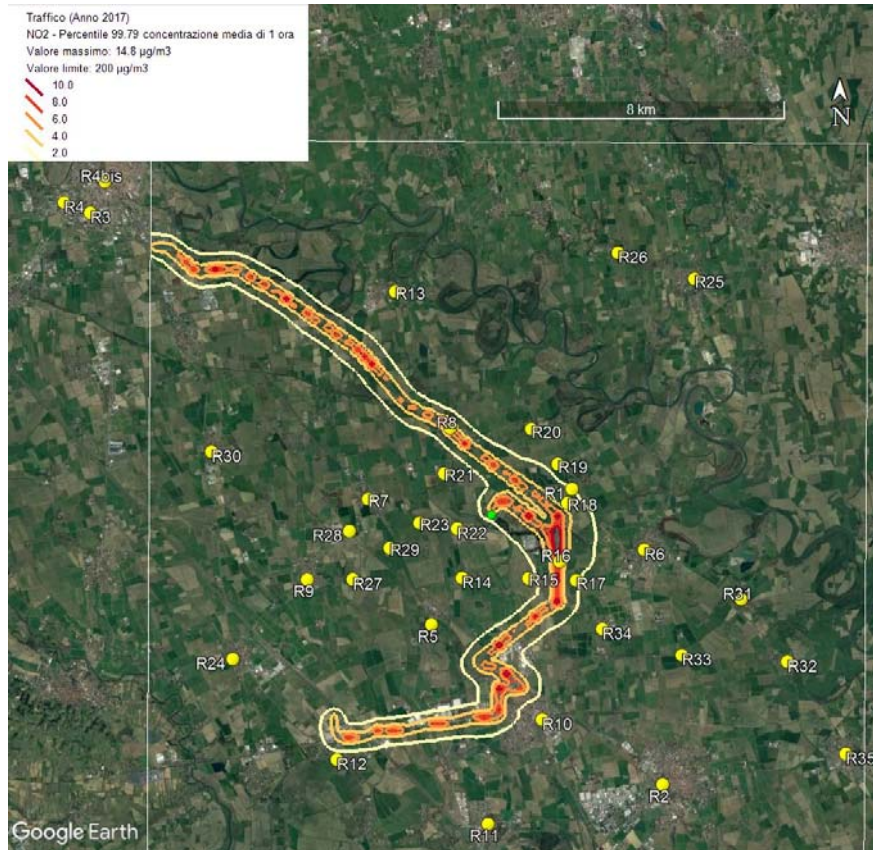 Traffico (Anno 2017)
NO2 - Percentile 99.79 concentrazione media di 1 ora
Valore massimo: 14.8 µg/m3
Valore limite: 200 µg/m3
10.0
8.0
6.0
4.0
2.0
8 km
N
R4bis
R4
R3
R26
R25
R13
R8
R20
R30
R21
R19
R1
R7
R18
R23
R22
R28
R29
R16
R6
R9
R27
R14
R15
R17
R31
R5
R34
R24
R33
R32
R10
R12
R35
R2
R11
Google Earth